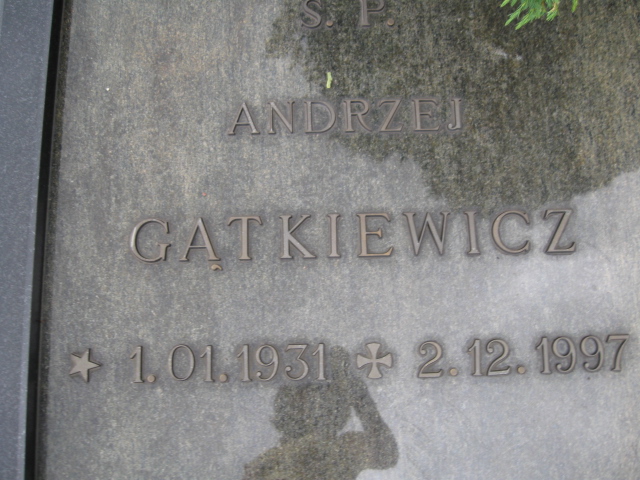 Ś. P.
ANDRZEJ
GĄTKIEWICZ
1.01.1931 2.12.1997